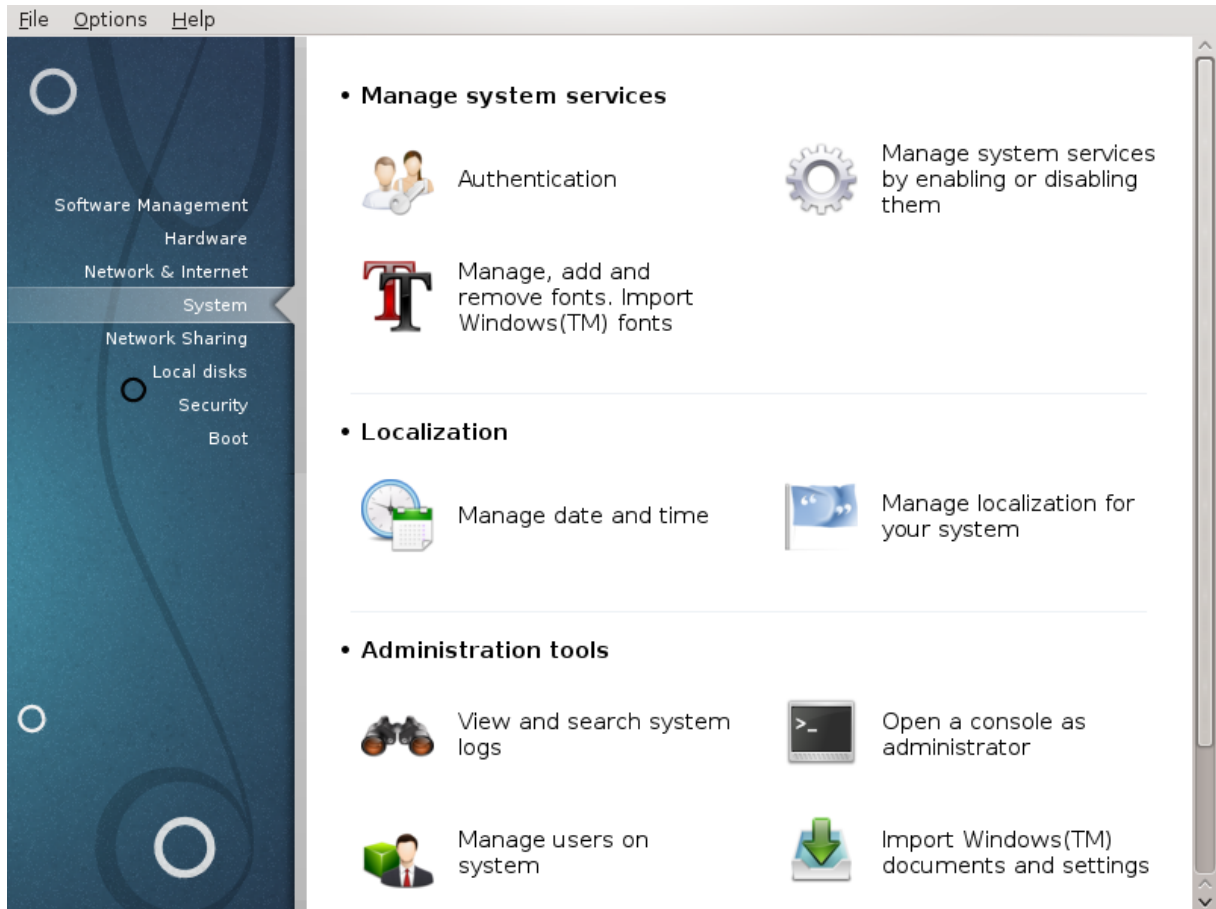 File Options Help
Software Management
Hardware
Network & Internet
System
Network Sharing
Local disks
Security
Boot
• Manage system services
Authentication
Manage system services
by enabling or disabling
them
Manage, add and
remove fonts. Import
Windows(TM) fonts
• Localization
Manage date and time
Manage localization for
your system
• Administration tools
View and search system
logs
>_
Open a console as
administrator
Manage users on
system
Import Windows(TM)
documents and settings